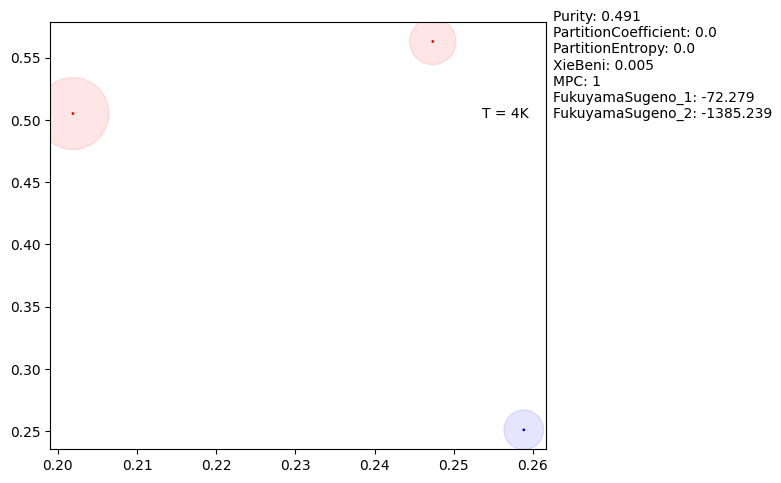 Purity: 0.491
PartitionCoefficient: 0.0
PartitionEntropy: 0.0
XieBeni: 0.005
MPC: 1
FukuyamaSugeno_1: -72.279
FukuyamaSugeno_2: -1385.239
T = 4K
0.55
0.50
0.45
0.40
0.35
0.30
0.25
0.20 0.21 0.22 0.23 0.24 0.25 0.26